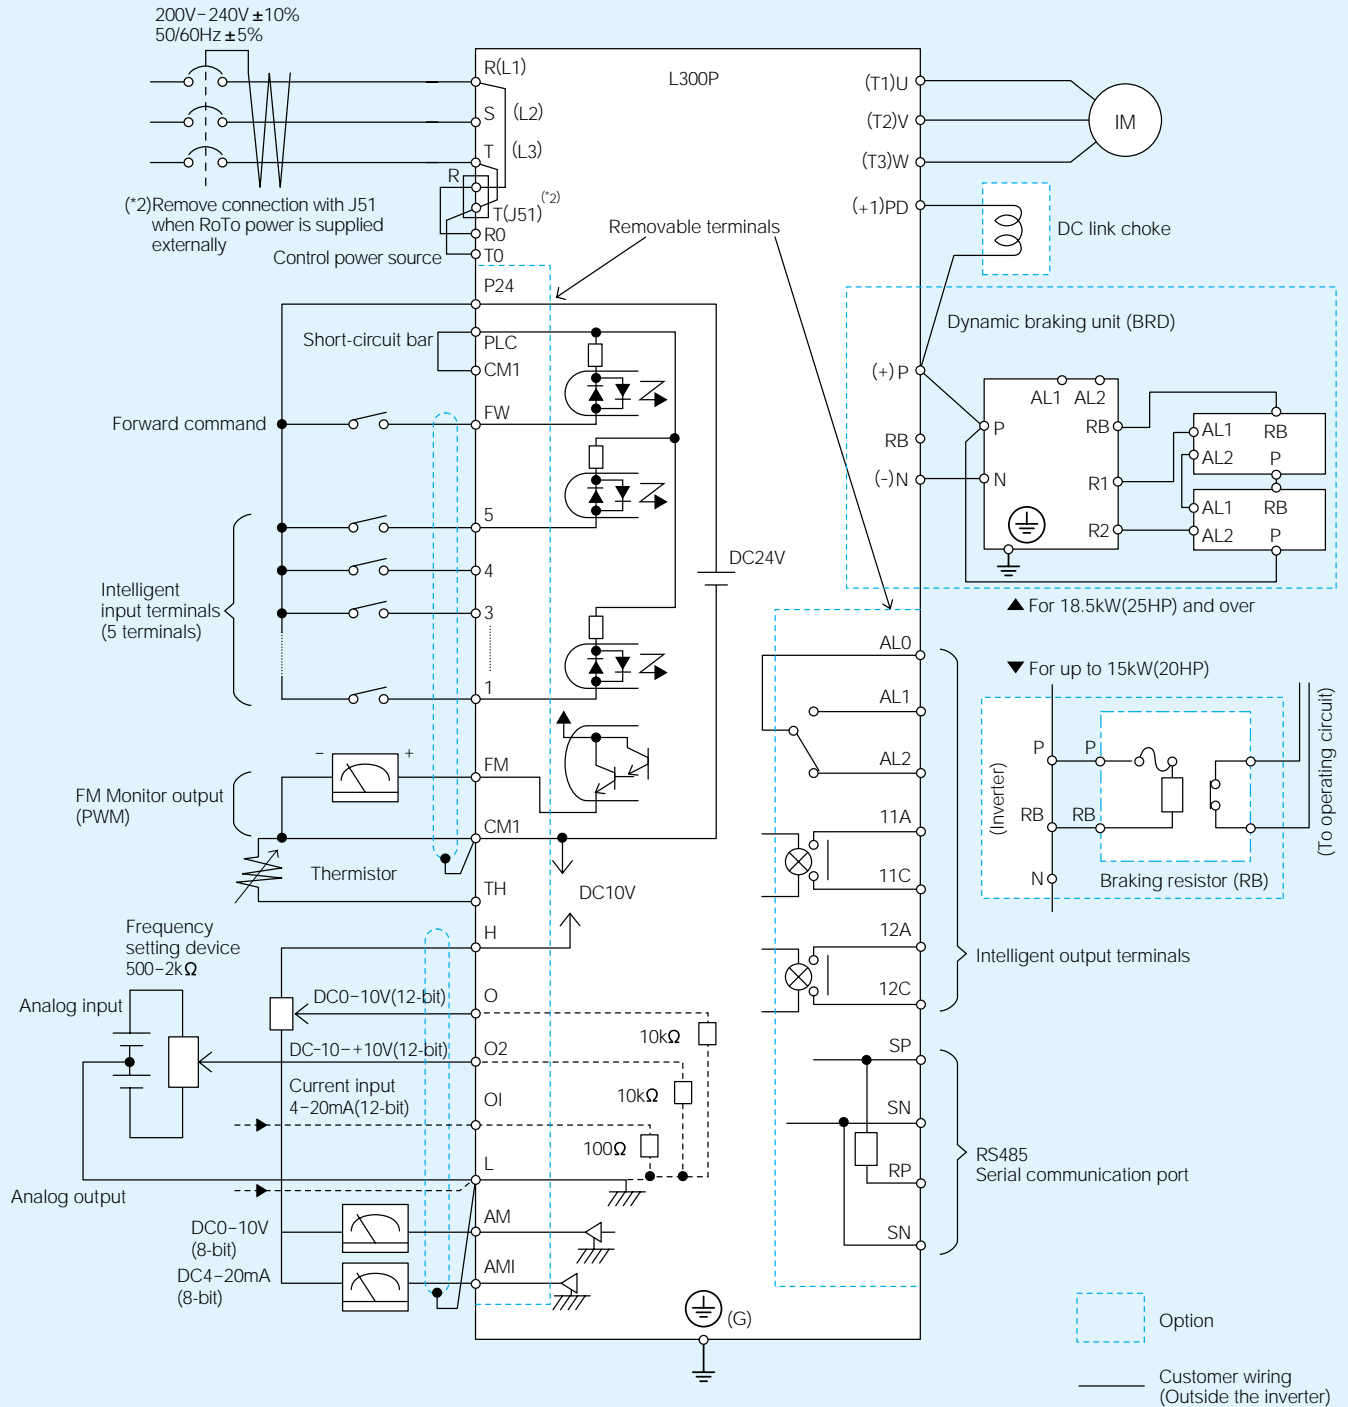 200V–240V ±10%
50/60Hz ±5%
R(L1)
S (L2)
T (L3)
R
T(J51) (*2)
R0
T0
(*2)Remove connection with J51
when RoTo power is supplied
externally
Control power source
L300P
Removable terminals
(T1)U
(T2)V
(T3)W
IM
(+1)PD
DC link choke
Dynamic braking unit (BRD)
(+)P
RB
(-)N
AL1 AL2
P
N
RB
R1
R2
AL1 RB
AL2 P
AL1 RB
AL2 P
▲ For 18.5kW(25HP) and over
▼ For up to 15kW(20HP)
(Inverter)
P
RB
N
P
RB
Braking resistor (RB)
(To operating circuit)
P24
Short-circuit bar
PLC
CM1
Forward command
FW
5
4
3
1
Intelligent
input terminals
(5 terminals)
DC24V
– +
FM
FM Monitor output
(PWM)
CM1
Thermistor
TH
DC10V
Frequency
setting device
500–2kΩ
H
Analog input
DC0–10V(12-bit)
O
DC-10–+10V(12-bit)
O2
Current input
4–20mA(12-bit)
OI
10kΩ
10kΩ
100Ω
L
Analog output
DC0–10V
(8-bit)
AM
DC4–20mA
(8-bit)
AMI
(G)
AL0
AL1
AL2
11A
11C
12A
12C
Intelligent output terminals
SP
SN
RP
SN
RS485
Serial communication port
Option
Customer wiring
(Outside the inverter)